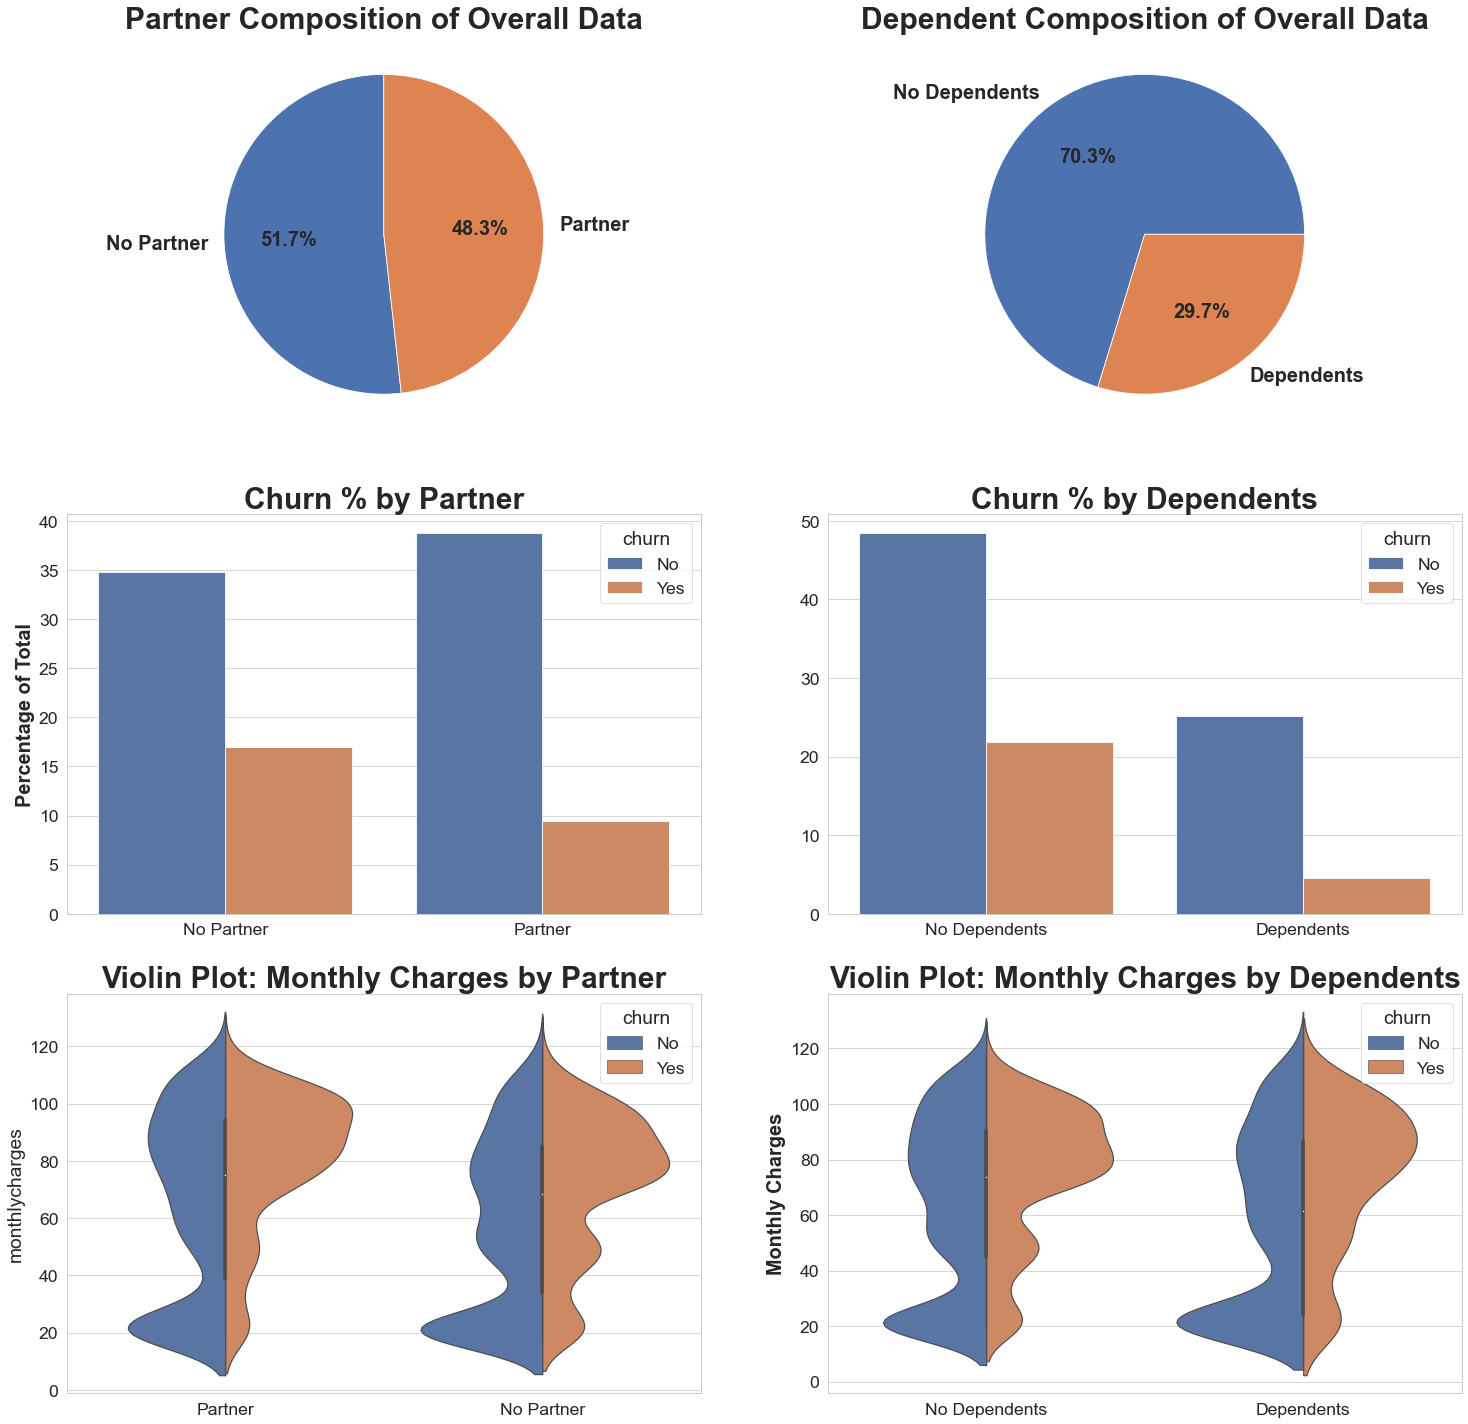 Partner Composition of Overall Data
No Partner
51.7%
48.3%
Partner
Dependent Composition of Overall Data
No Dependents
70.3%
29.7%
Dependents
Churn % by Partner
Percentage of Total
40
35
30
25
20
15
10
5
0
churn
No
Yes
No Partner
Partner
Churn % by Dependents
50
40
30
20
10
0
churn
No
Yes
No Dependents
Dependents
Violin Plot: Monthly Charges by Partner
monthlycharges
120
100
80
60
40
20
0
churn
No
Yes
Partner
No Partner
Violin Plot: Monthly Charges by Dependents
Monthly Charges
120
100
80
60
40
20
0
churn
No
Yes
No Dependents
Dependents